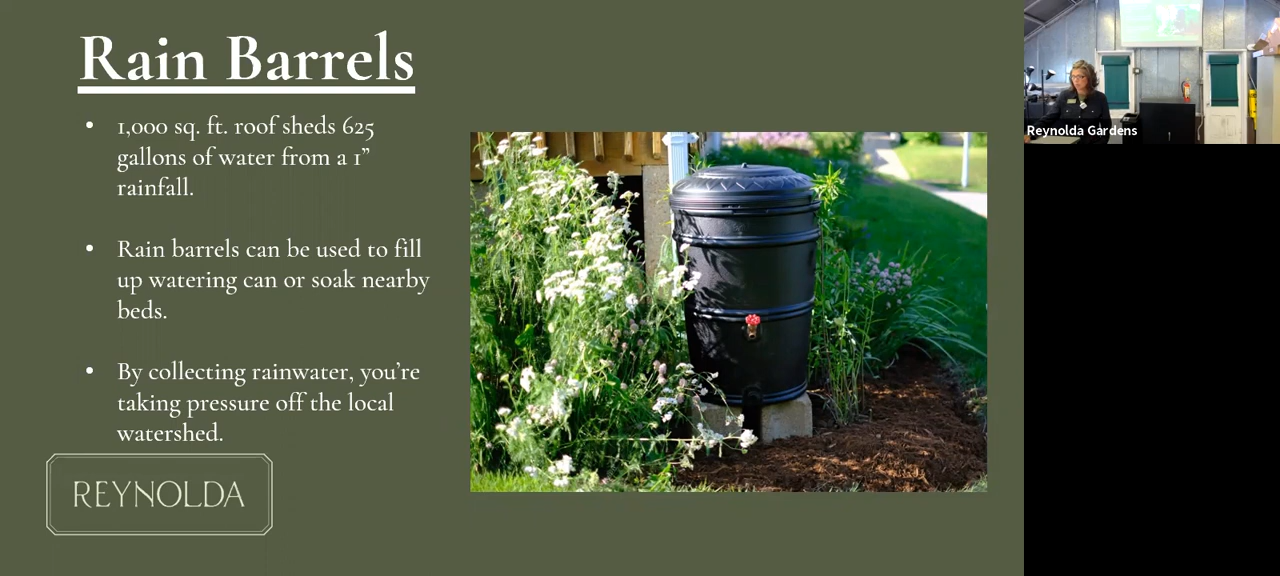 Rain Barrels
• 1,000 sq. ft. roof sheds 625
gallons of water from a 1”
rainfall.
• Rain barrels can be used to fill
up watering can or soak nearby
beds.
• By collecting rainwater, you’re
taking pressure off the local
watershed.
REYNOLDA
Reynolda Gardens